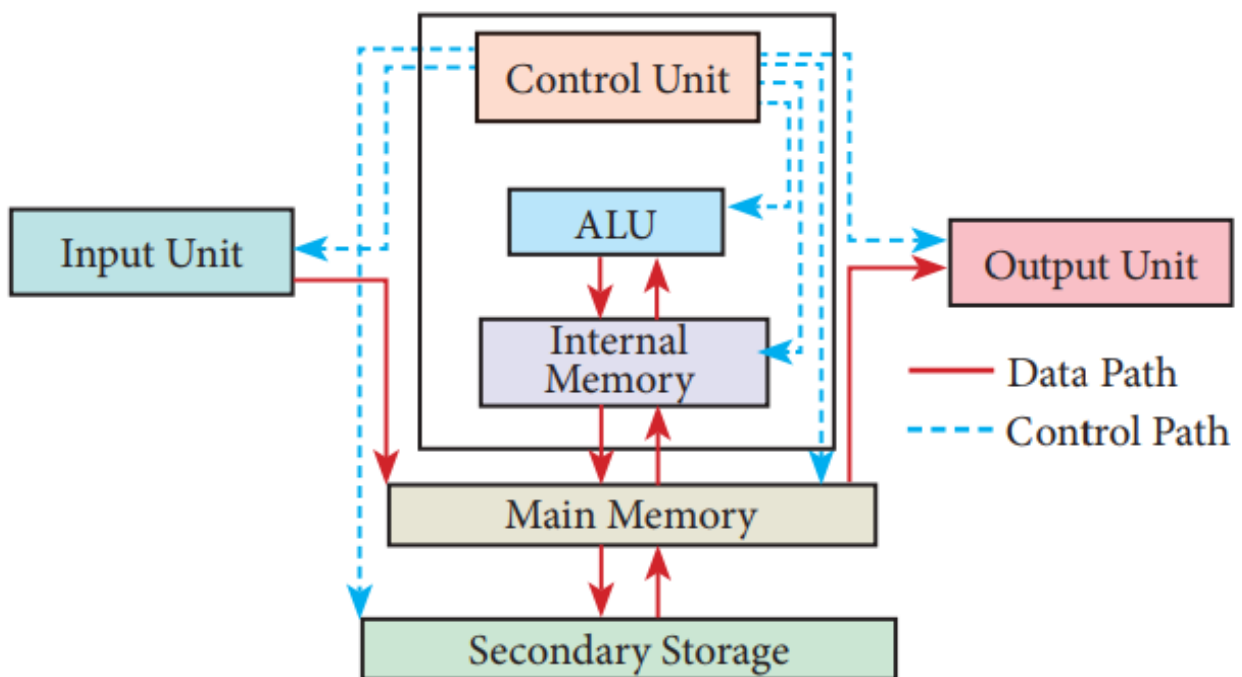 Control Unit
ALU
Input Unit
Output Unit
Internal
Memory
Data Path
Control Path
Main Memory
Secondary Storage